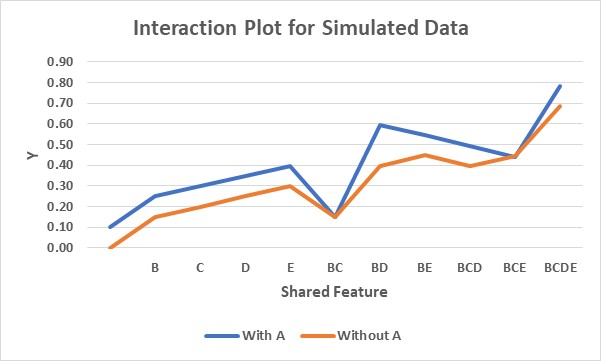 Interaction Plot for Simulated Data
0.90
0.80
0.70
0.60
0.50
0.40
0.30
0.20
0.10
0.00
Y
B C D E BC BD BE BCD BCE BCDE
Shared Feature
With A Without A